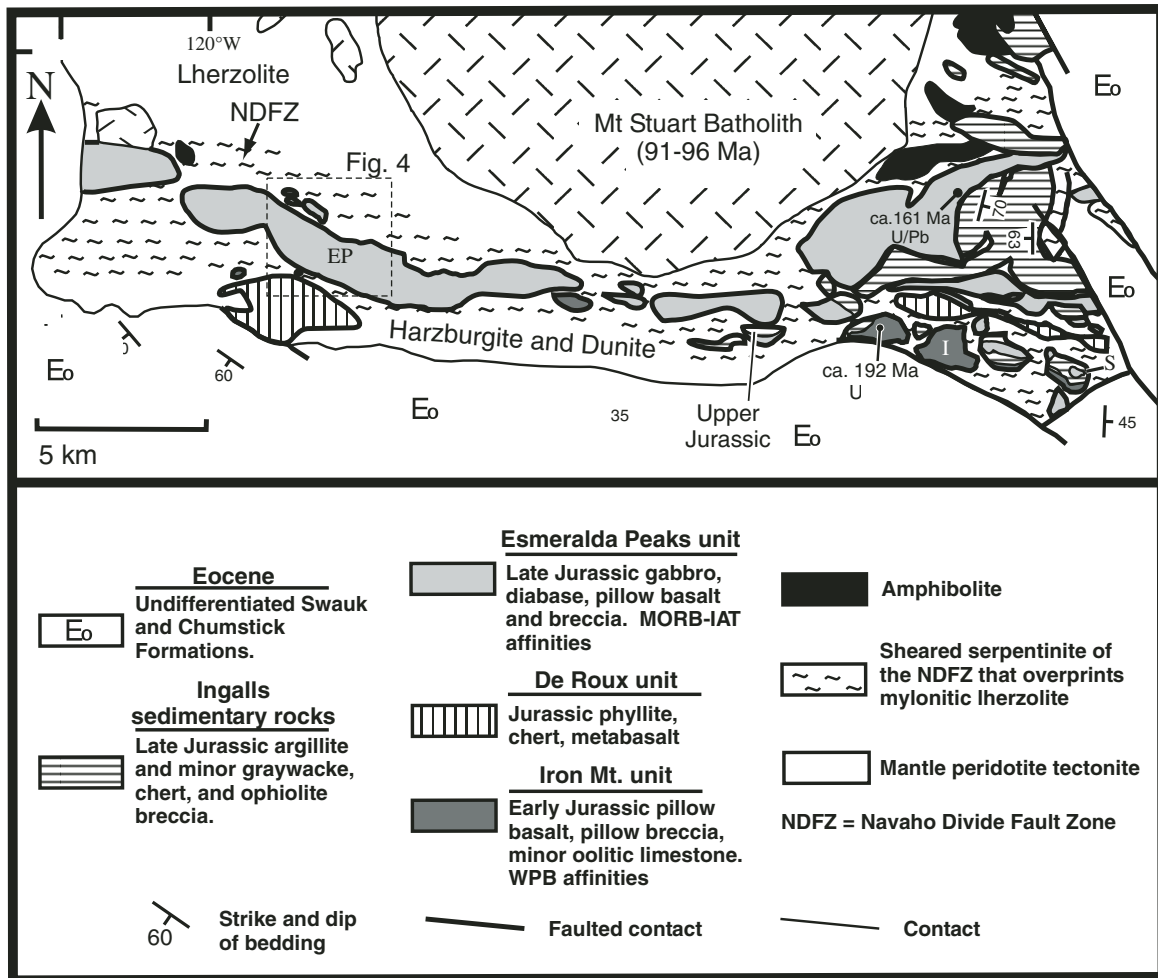 120°W
Lherzolite
N
NDFZ
Fig. 4
Mt Stuart Batholith
(91-96 Ma)
Eo
ca.161 Ma
U/Pb
70
63
EP
Eo
Harzburgite and Dunite
I
S
ca. 192 Ma
U
Eo
60
Eo
35
Upper
Jurassic
Eo
45
5 km
Eocene
Undifferentiated Swauk
and Chumstick
Formations.
Eo
Ingalls
sedimentary rocks
Late Jurassic argillite
and minor graywacke,
chert, and ophiolite
breccia.
Esmeralda Peaks unit
Late Jurassic gabbro,
diabase, pillow basalt
and breccia. MORB-IAT
affinities
De Roux unit
Jurassic phyllite,
chert, metabasalt
Iron Mt. unit
Early Jurassic pillow
basalt, pillow breccia,
minor oolitic limestone.
WPB affinities
Amphibolite
Sheared serpentinite of
the NDFZ that overprints
mylonitic lherzolite
Mantle peridotite tectonite
NDFZ = Navaho Divide Fault Zone
60
Strike and dip
of bedding
Faulted contact
Contact